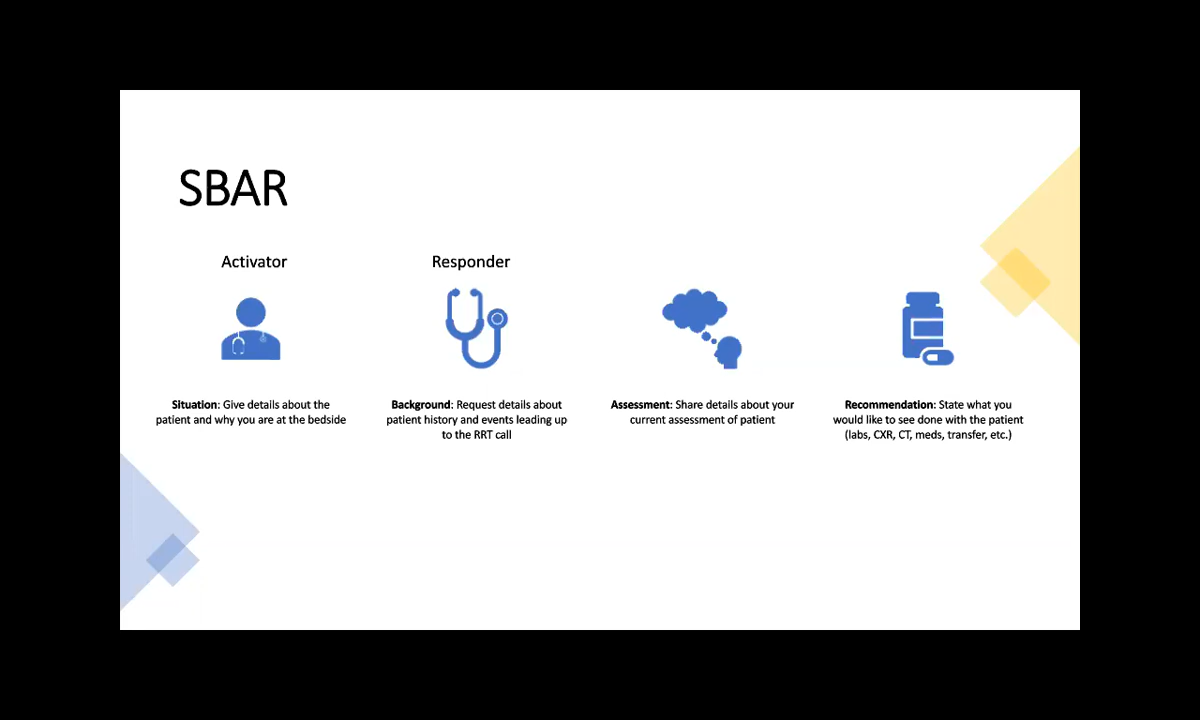 SBAR
Activator
Responder
Situation: Give details about the
patient and why you are at the bedside
Background: Request details about
patient history and events leading up
to the RRT call
Assessment: Share details about your
current assessment of patient
Recommendation: State what you
would like to see done with the patient
(labs, CXR, CT, meds, transfer, etc.)